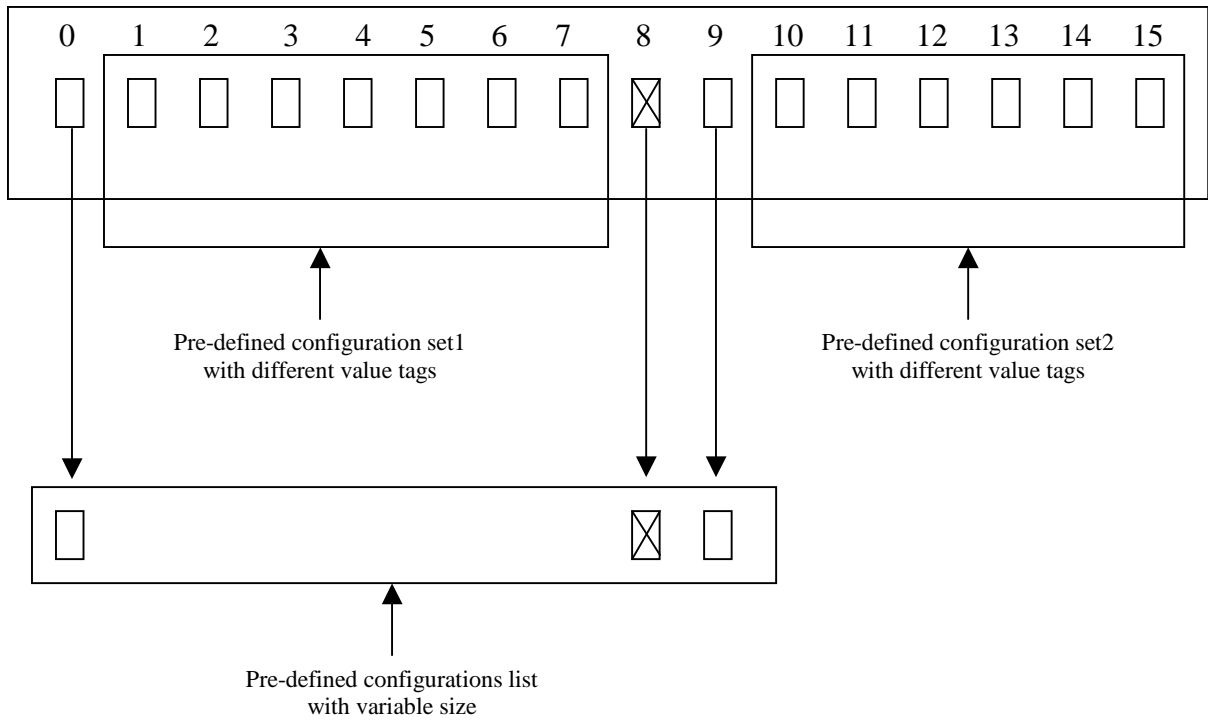 0 1 2 3 4 5 6 7 8 9 10 11 12 13 14 15
Pre-defined configuration set1
with different value tags
Pre-defined configuration set2
with different value tags
Pre-defined configurations list
with variable size